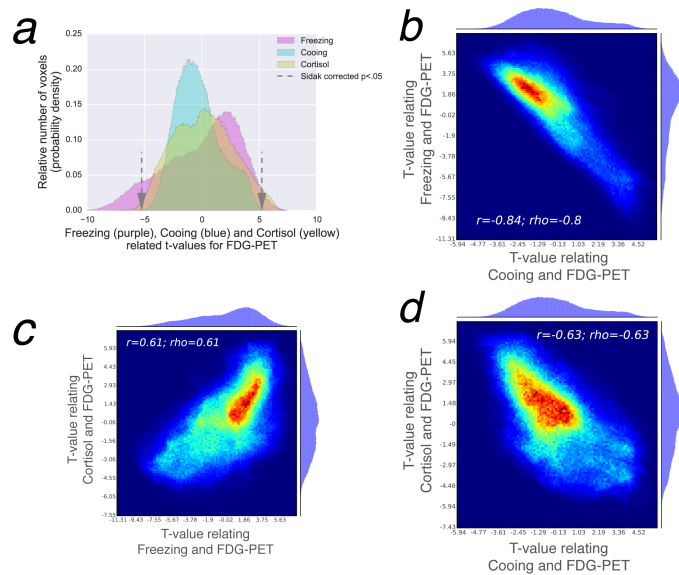 a
Relative number of voxels
(probability density)
0.25
0.20
0.15
0.10
0.05
0.00
−10
−5
0
5
10
Freezing
Cooing
Cortisol
Sidak corrected p<.05
Freezing (purple), Cooing (blue) and Cortisol (yellow)
related t-values for FDG-PET
b
T-value relating
Freezing and FDG-PET
5.63
3.75
1.86
-0.02
-1.9
-3.78
-5.67
-7.55
-9.43
-11.31
r=-0.84; rho=-0.8
-5.94 -4.77 -3.61 -2.45 -1.29 -0.13 1.03 2.19 3.36 4.52
T-value relating
Cooing and FDG-PET
c
T-value relating
Cortisol and FDG-PET
5.93
4.43
2.93
1.43
-0.06
-1.56
-3.06
-4.55
-6.05
-7.55
r=0.61; rho=0.61
-11.31 -9.43 -7.55 -5.67 -3.78 -1.9 -0.02 1.86 3.75 5.63
T-value relating
Freezing and FDG-PET
d
T-value relating
Cortisol and FDG-PET
5.94
4.45
2.97
1.48
-0
-1.49
-2.97
-4.46
-5.94
-7.43
r=-0.63; rho=-0.63
-5.94 -4.77 -3.61 -2.45 -1.29 -0.13 1.03 2.19 3.36 4.52
T-value relating
Cooing and FDG-PET